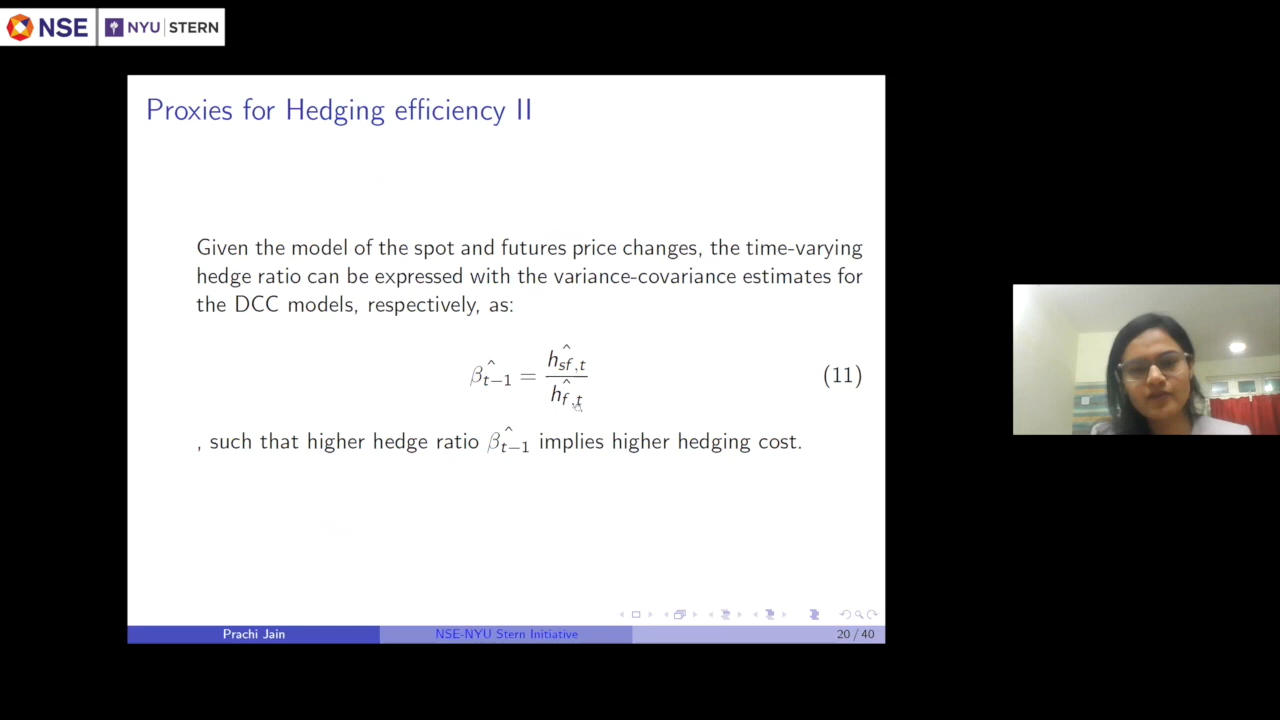 NSE NYU STERN
Proxies for Hedging efficiency II
Given the model of the spot and futures price changes, the time-varying
hedge ratio can be expressed with the variance-covariance estimates for
the DCC models, respectively, as:
β̂_{t−1} = ĥ_{sf,t} / ĥ_{f,t} (11)
, such that higher hedge ratio β̂_{t−1} implies higher hedging cost.
Prachi Jain NSE-NYU Stern Initiative 20 / 40